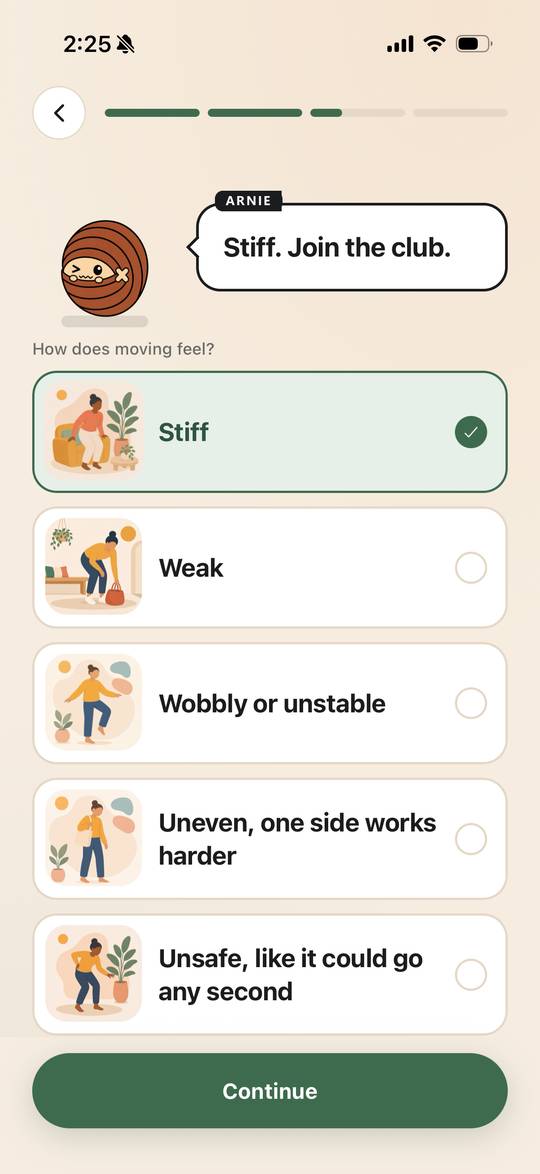 2:25
ARNIE
Stiff. Join the club.
How does moving feel?
Stiff
Weak
Wobbly or unstable
Uneven, one side works
harder
Unsafe, like it could go
any second
Continue